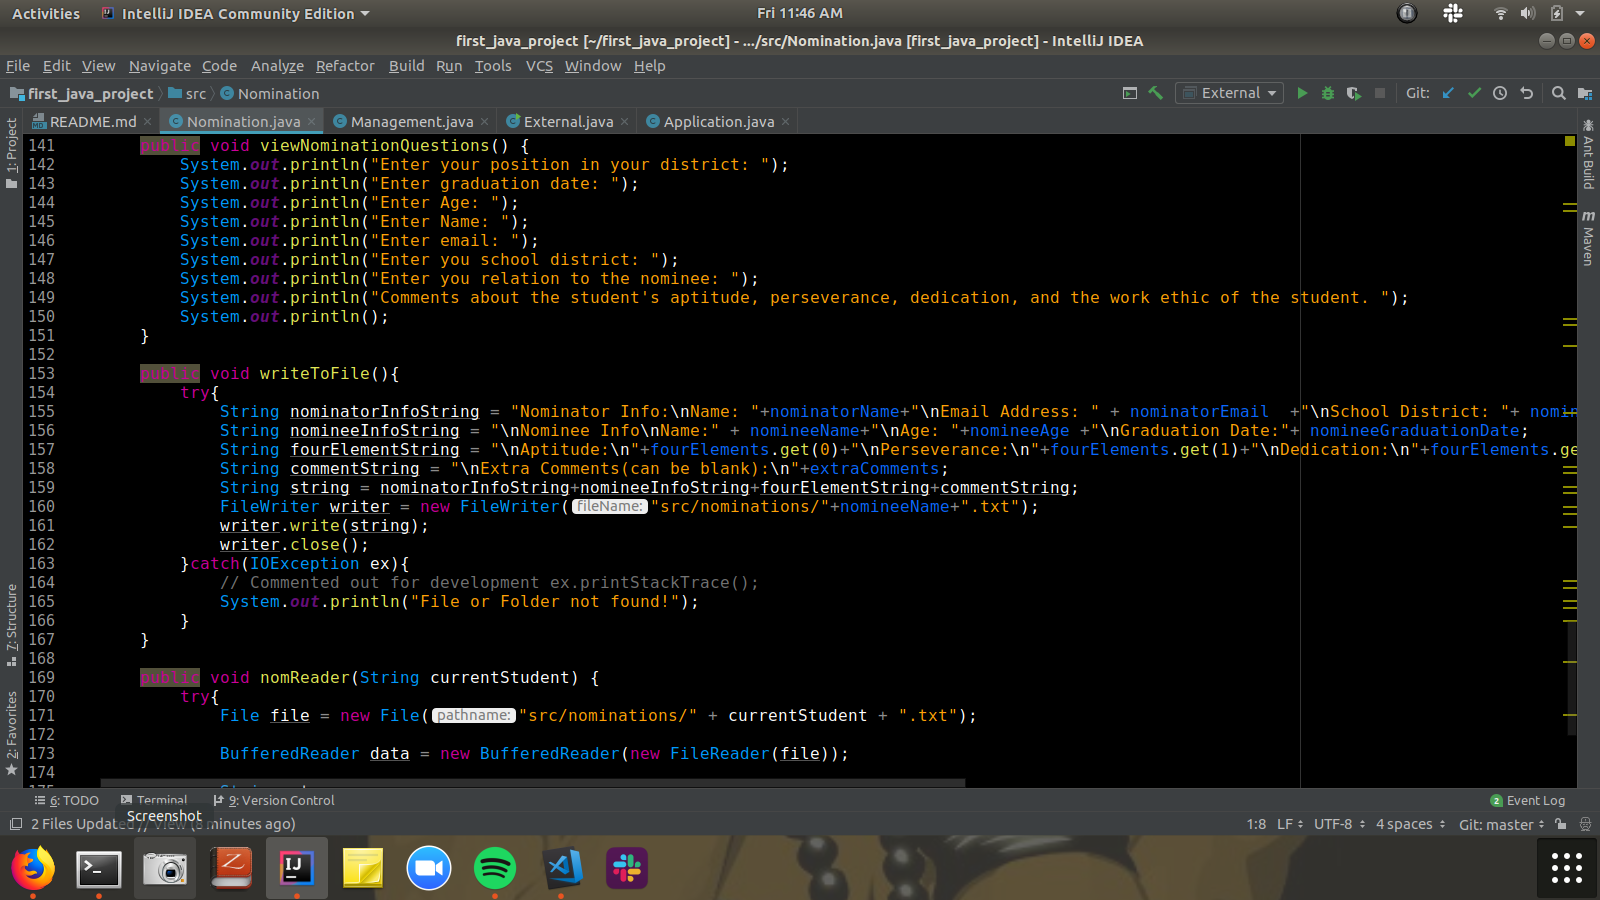 Activities IntelliJ IDEA Community Edition Fri 11:46 AM
first_java_project [~/first_java_project] - .../src/Nomination.java [first_java_project] - IntelliJ IDEA
File Edit View Navigate Code Analyze Refactor Build Run Tools VCS Window Help
first_java_project src Nomination External Git:
README.md Nomination.java Management.java External.java Application.java
1: Project
7: Structure
2: Favorites
Ant Build
Maven
141 public void viewNominationQuestions() {
142 System.out.println("Enter your position in your district: ");
143 System.out.println("Enter graduation date: ");
144 System.out.println("Enter Age: ");
145 System.out.println("Enter Name: ");
146 System.out.println("Enter email: ");
147 System.out.println("Enter you school district: ");
148 System.out.println("Enter you relation to the nominee: ");
149 System.out.println("Comments about the student's aptitude, perseverance, dedication, and the work ethic of the student. ");
150 System.out.println();
151 }
152
153 public void writeToFile(){
154 try{
155 String nominatorInfoString = "Nominator Info:\nName: "+nominatorName+"\nEmail Address: " + nominatorEmail +"\nSchool District: "+ nomin
156 String nomineeInfoString = "\nNominee Info\nName:" + nomineeName+"\nAge: "+nomineeAge +"\nGraduation Date:"+ nomineeGraduationDate;
157 String fourElementString = "\nAptitude:\n"+fourElements.get(0)+"\nPerseverance:\n"+fourElements.get(1)+"\nDedication:\n"+fourElements.ge
158 String commentString = "\nExtra Comments(can be blank):\n"+extraComments;
159 String string = nominatorInfoString+nomineeInfoString+fourElementString+commentString;
160 FileWriter writer = new FileWriter( fileName: "src/nominations/"+nomineeName+".txt");
161 writer.write(string);
162 writer.close();
163 }catch(IOException ex){
164 // Commented out for development ex.printStackTrace();
165 System.out.println("File or Folder not found!");
166 }
167 }
168
169 public void nomReader(String currentStudent) {
170 try{
171 File file = new File( pathname: "src/nominations/" + currentStudent + ".txt");
172
173 BufferedReader data = new BufferedReader(new FileReader(file));
174
6: TODO Terminal 9: Version Control 2 Event Log
Screenshot
2 Files Updated // View (8 minutes ago) 1:8 LF UTF-8 4 spaces Git: master